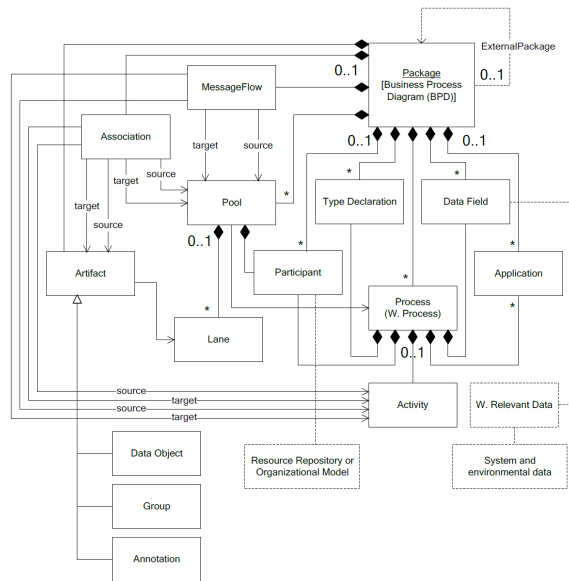 ExternalPackage
0..1
Package
[Business Process
Diagram (BPD)]
0..1
MessageFlow
0..1
0..1
Association
target
source
target
target
source
source
*
*
*
Pool
Type Declaration
Data Field
0..1
*
*
Artifact
Participant
*
Application
Process
(W. Process)
*
*
Lane
0..1
source
target
source
target
Activity
W. Relevant Data
Data Object
Resource Repository or
Organizational Model
System and
environmental data
Group
Annotation